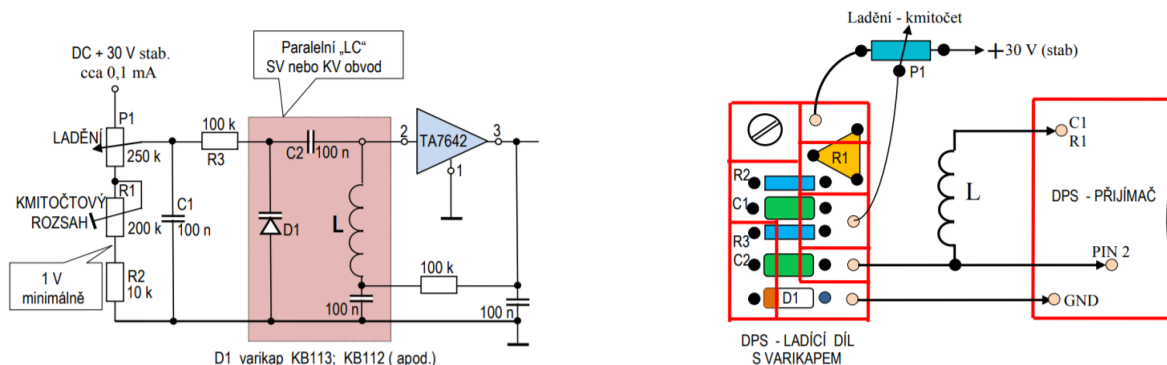 DC + 30 V stab.
cca 0,1 mA
Paralelní „LC“
SV nebo KV obvod
P1
LADĚNÍ
250 k
100 k
R3
C2
100 n
2
TA7642
3
1
R1
KMITOČTOVÝ
ROZSAH
200 k
C1
100 n
D1
L
1 V
minimálně
R2
10 k
100 k
100 n
100 n
D1 varikap KB113; KB112 ( apod.)
Ladění - kmitočet
+30 V (stab)
P1
R1
R2
C1
R3
C2
D1
L
C1
R1
DPS - PŘIJÍMAČ
PIN 2
GND
DPS - LADÍCÍ DÍL
S VARIKAPEM